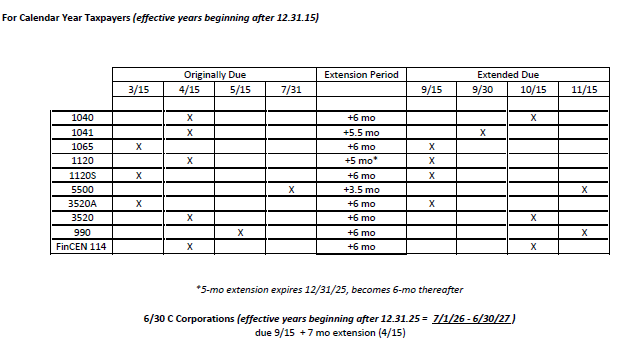 For Calendar Year Taxpayers (effective years beginning after 12.31.15)
Originally Due Extension Period Extended Due
3/15 4/15 5/15 7/31 9/15 9/30 10/15 11/15
1040 X +6 mo X
1041 X +5.5 mo X
1065 X +6 mo X
1120 X +5 mo* X
1120S X +6 mo X
5500 X +3.5 mo X
3520A X +6 mo X
3520 X +6 mo X
990 X +6 mo X
FinCEN 114 X +6 mo X
*5-mo extension expires 12/31/25, becomes 6-mo thereafter
6/30 C Corporations (effective years beginning after 12.31.25 = 7/1/26 - 6/30/27)
due 9/15 + 7 mo extension (4/15)